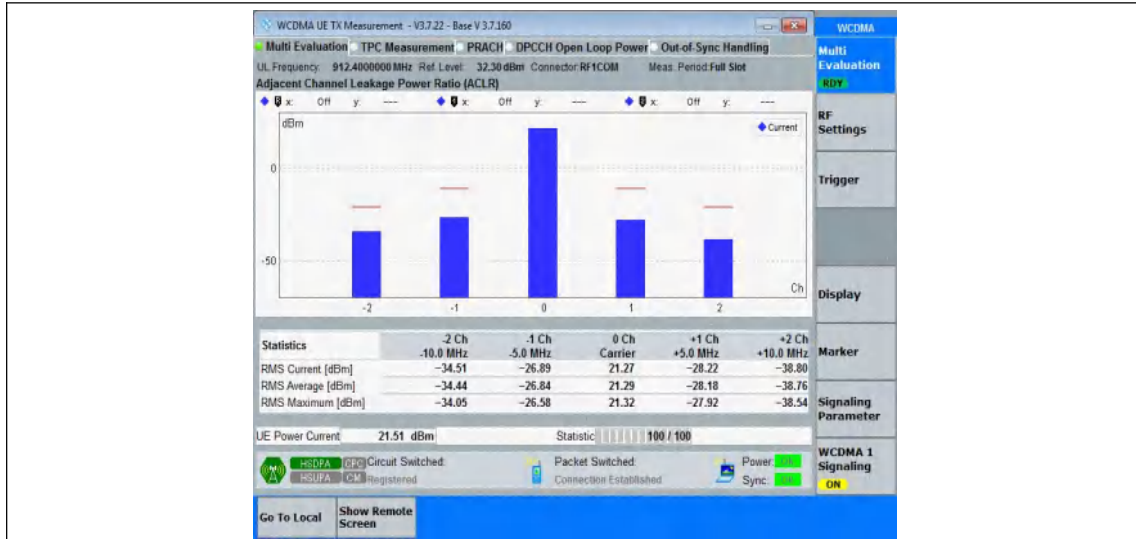 WCDMA UE TX Measurement - V3.7.22 - Base V 3.7.160
WCDMA
Multi Evaluation TPC Measurement PRACH DPCCH Open Loop Power Out-of-Sync Handling
UL Frequency: 912.4000000 MHz Ref. Level: 32.30 dBm Connector: RF1COM Meas. Period: Full Slot
Adjacent Channel Leakage Power Ratio (ACLR)
x: Off y: --- x: Off y: --- x: Off y: ---
dBm
Current
0
-50
Ch
-2 -1 0 1 2
Statistics -2 Ch -1 Ch 0 Ch +1 Ch +2 Ch
-10.0 MHz -5.0 MHz Carrier +5.0 MHz +10.0 MHz
RMS Current [dBm] -34.51 -26.89 21.27 -28.22 -38.80
RMS Average [dBm] -34.44 -26.84 21.29 -28.18 -38.76
RMS Maximum [dBm] -34.05 -26.58 21.32 -27.92 -38.54
UE Power Current 21.51 dBm Statistic 100 / 100
HSDPA CPC Circuit Switched: Packet Switched: Power: OK
HSUPA CM Registered Connection Established Sync: OK
Multi
Evaluation
RDY
RF
Settings
Trigger
Display
Marker
Signaling
Parameter
WCDMA 1
Signaling
ON
Go To Local
Show Remote
Screen